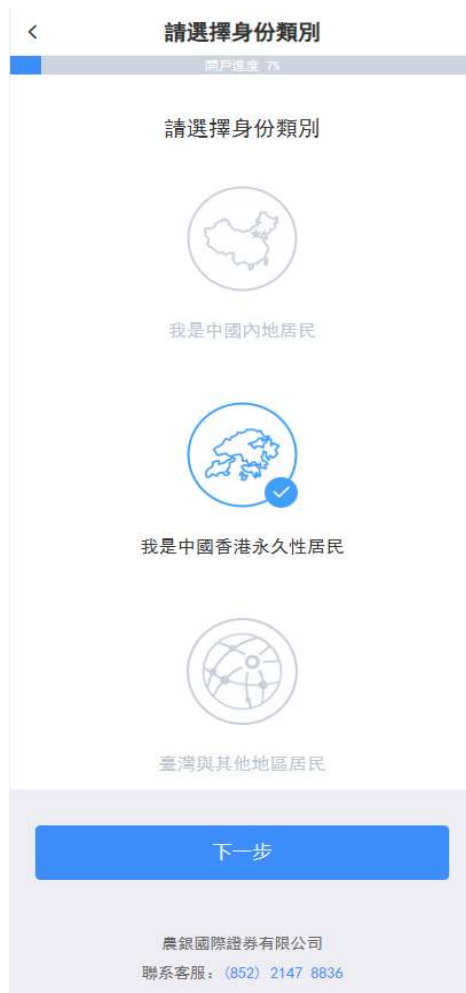 請選擇身份類別
開戶進度 7%
請選擇身份類別
我是中國內地居民
我是中國香港永久性居民
臺灣與其他地區居民
下一步
農銀國際證券有限公司
聯系客服：(852) 2147 8836